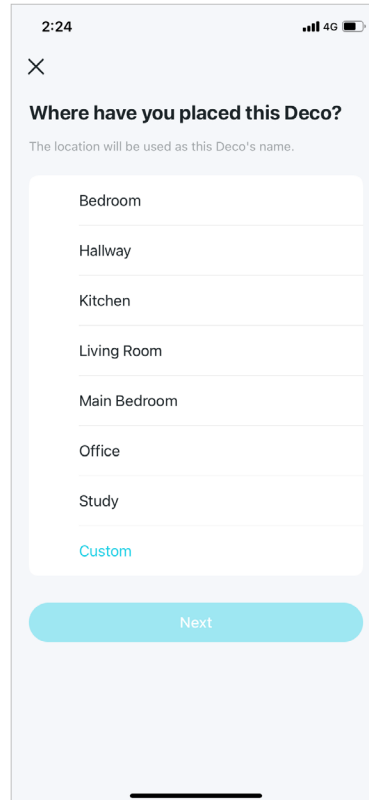 2:24
4G
Where have you placed this Deco?
The location will be used as this Deco's name.
Bedroom
Hallway
Kitchen
Living Room
Main Bedroom
Office
Study
Custom
Next